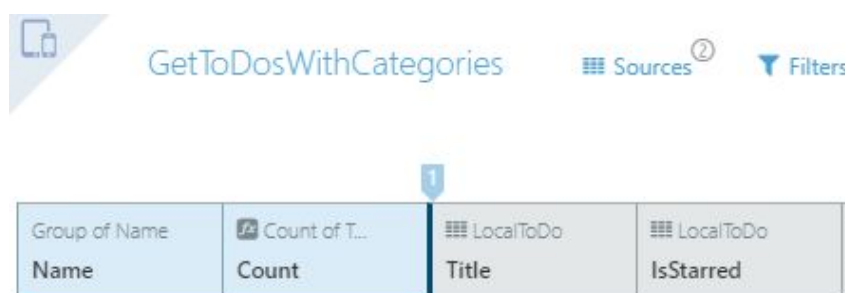 GetToDosWithCategories Sources 2 Filters
1
Group of Name Count of T... LocalToDo LocalToDo
Name Count Title IsStarred